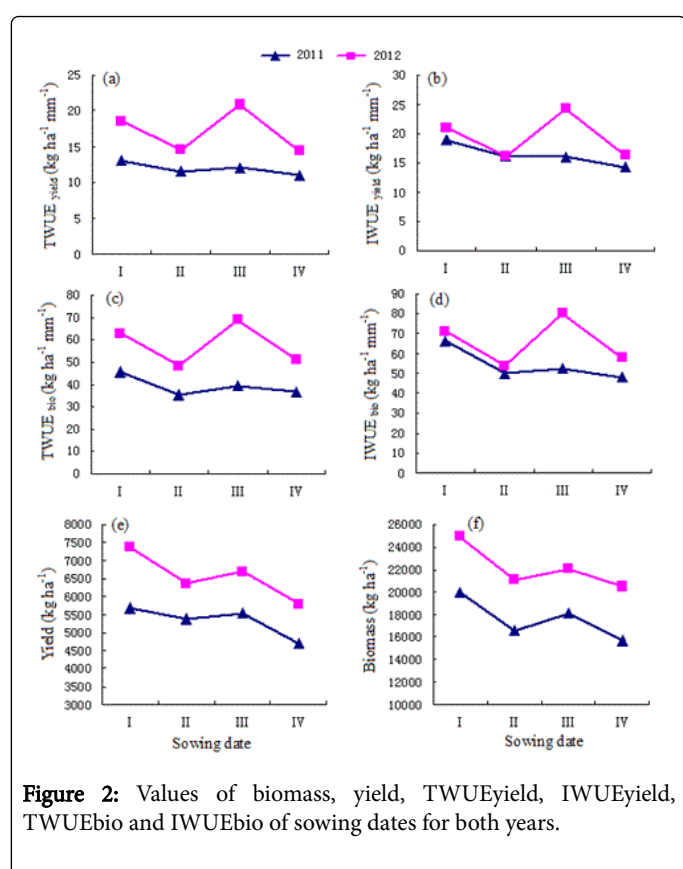 2011 2012
(a)
TWUE yield (kg ha-1 mm-1)
25
20
15
10
5
0
I II III IV
(b)
IWUE yield (kg ha-1 mm-1)
30
25
20
15
10
5
0
I II III IV
(c)
TWUE bio (kg ha-1 mm-1)
80
70
60
50
40
30
20
10
0
I II III IV
(d)
IWUE bio (kg ha-1 mm-1)
90
80
70
60
50
40
30
20
10
0
I II III IV
(e)
Yield (kg ha-1)
8000
7500
7000
6500
6000
5500
5000
4500
4000
3500
3000
I II III IV
Sowing date
(f)
Biomass (kg ha-1)
26000
24000
22000
20000
18000
16000
14000
12000
10000
I II III IV
Sowing date
Figure 2: Values of biomass, yield, TWUEyield, IWUEyield,
TWUEbio and IWUEbio of sowing dates for both years.